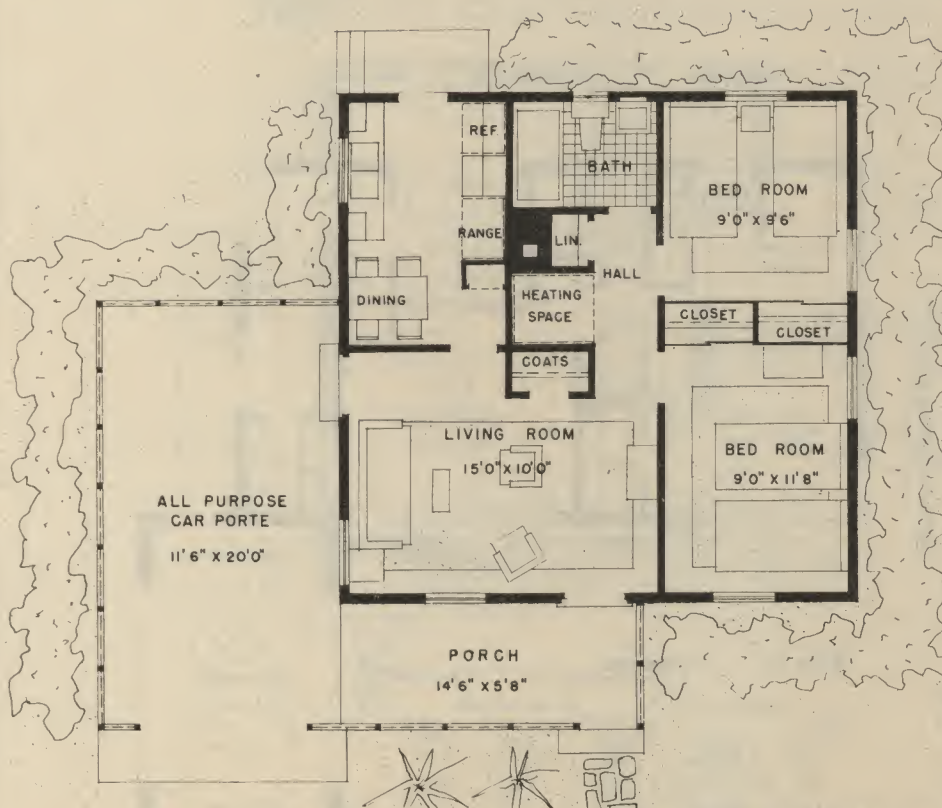 REF.
BATH
BED ROOM
9'0" X 9'6"
RANGE
LIN.
HALL
DINING
HEATING
SPACE
CLOSET
CLOSET
COATS
LIVING ROOM
15'0" X 10'0"
BED ROOM
9'0" X 11'8"
ALL PURPOSE
CAR PORTE
11'6" X 20'0"
PORCH
14'6" X 5'8"